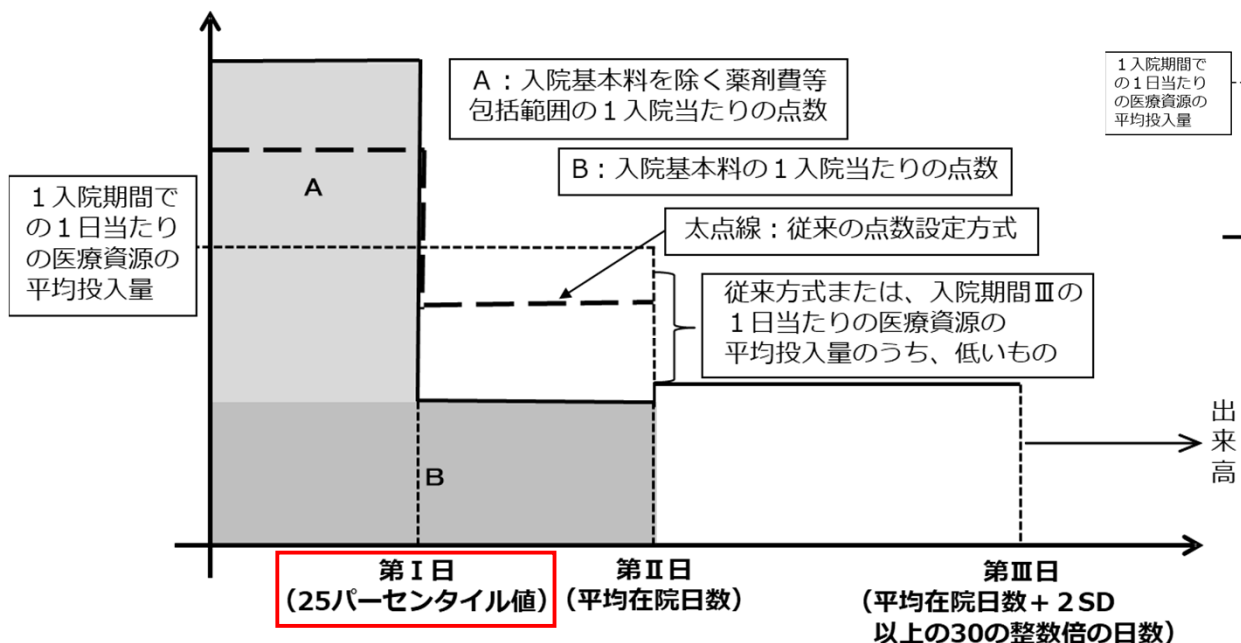 A：入院基本料を除く薬剤費等
包括範囲の１入院当たりの点数
B：入院基本料の１入院当たりの点数
太点線：従来の点数設定方式
従来方式または、入院期間Ⅲの
１日当たりの医療資源の
平均投入量のうち、低いもの
１入院期間で
の１日当たり
の医療資源の
平均投入量
１入院期間で
の１日当たり
の医療資源の
平均投入量
A
B
出来高
第Ⅰ日
（25パーセンタイル値）
第Ⅱ日
（平均在院日数）
第Ⅲ日
（平均在院日数＋２SD
以上の30の整数倍の日数）